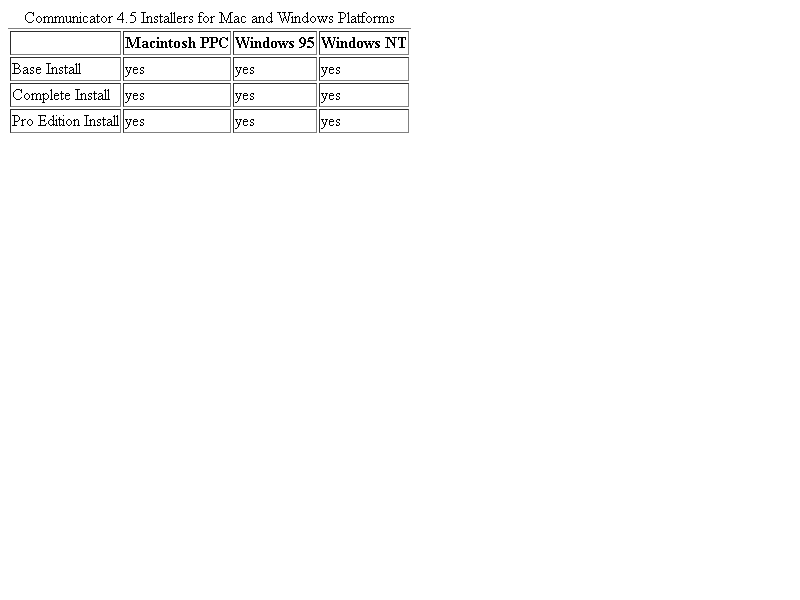 Communicator 4.5 Installers for Mac and Windows Platforms
Macintosh PPC Windows 95 Windows NT
Base Install yes yes yes
Complete Install yes yes yes
Pro Edition Install yes yes yes